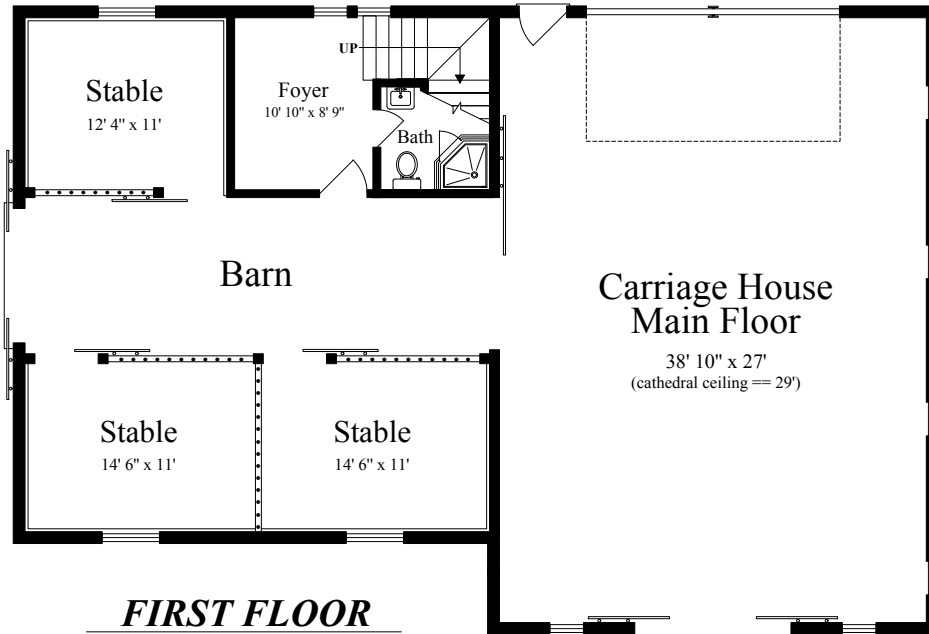 Stable
12' 4" x 11'
Foyer
10' 10" x 8' 9"
UP
Bath
Barn
Carriage House
Main Floor
38' 10" x 27'
(cathedral ceiling == 29')
Stable
14' 6" x 11'
Stable
14' 6" x 11'
FIRST FLOOR